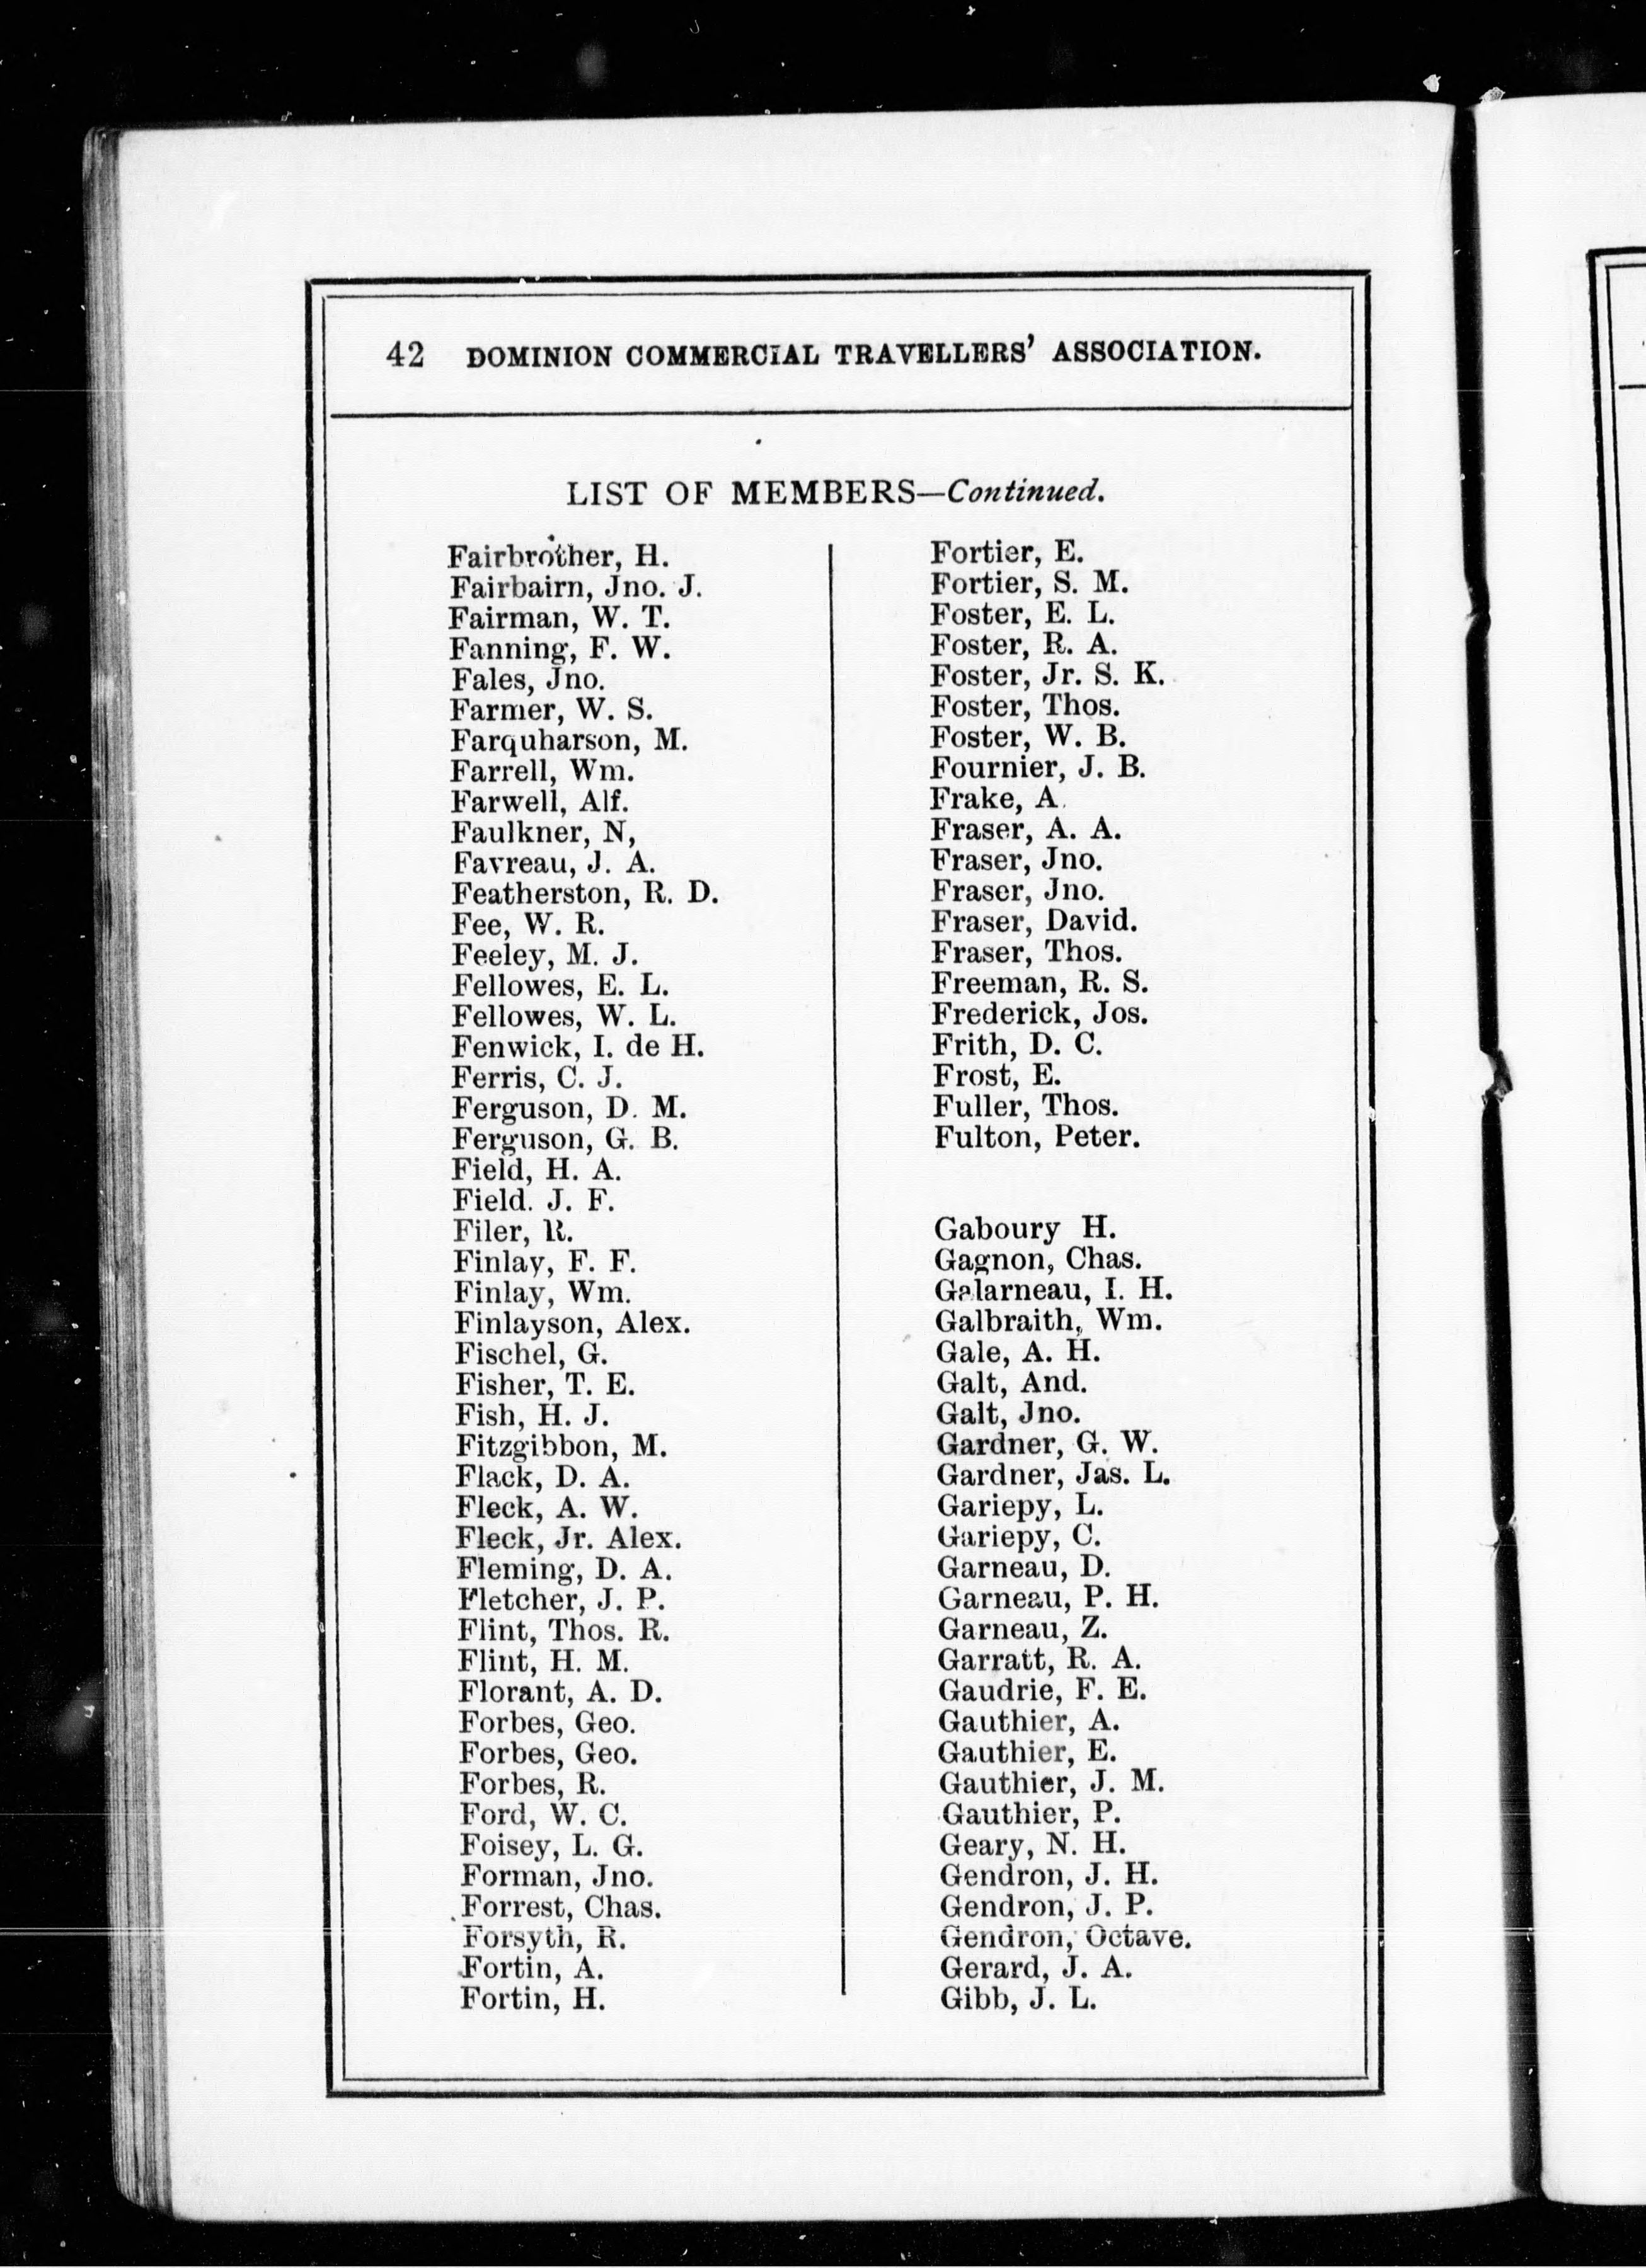 42 DOMINION COMMERCIAL TRAVELLERS' ASSOCIATION.
LIST OF MEMBERS—Continued.
Fairbrother, H.
Fairbairn, Jno. J.
Fairman, W. T.
Fanning, F. W.
Fales, Jno.
Farmer, W. S.
Farquharson, M.
Farrell, Wm.
Farwell, Alf.
Faulkner, N,
Favreau, J. A.
Featherston, R. D.
Fee, W. R.
Feeley, M. J.
Fellowes, E. L.
Fellowes, W. L.
Fenwick, I. de H.
Ferris, C. J.
Ferguson, D. M.
Ferguson, G. B.
Field, H. A.
Field. J. F.
Filer, R.
Finlay, F. F.
Finlay, Wm.
Finlayson, Alex.
Fischel, G.
Fisher, T. E.
Fish, H. J.
Fitzgibbon, M.
Flack, D. A.
Fleck, A. W.
Fleck, Jr. Alex.
Fleming, D. A.
Fletcher, J. P.
Flint, Thos. R.
Flint, H. M.
Florant, A. D.
Forbes, Geo.
Forbes, Geo.
Forbes, R.
Ford, W. C.
Foisey, L. G.
Forman, Jno.
Forrest, Chas.
Forsyth, R.
Fortin, A.
Fortin, H.
Fortier, E.
Fortier, S. M.
Foster, E. L.
Foster, R. A.
Foster, Jr. S. K.
Foster, Thos.
Foster, W. B.
Fournier, J. B.
Frake, A.
Fraser, A. A.
Fraser, Jno.
Fraser, Jno.
Fraser, David.
Fraser, Thos.
Freeman, R. S.
Frederick, Jos.
Frith, D. C.
Frost, E.
Fuller, Thos.
Fulton, Peter.
Gaboury H.
Gagnon, Chas.
Galarneau, I. H.
Galbraith, Wm.
Gale, A. H.
Galt, And.
Galt, Jno.
Gardner, G. W.
Gardner, Jas. L.
Gariepy, L.
Gariepy, C.
Garneau, D.
Garneau, P. H.
Garneau, Z.
Garratt, R. A.
Gaudrie, F. E.
Gauthier, A.
Gauthier, E.
Gauthier, J. M.
Gauthier, P.
Geary, N. H.
Gendron, J. H.
Gendron, J. P.
Gendron, Octave.
Gerard, J. A.
Gibb, J. L.